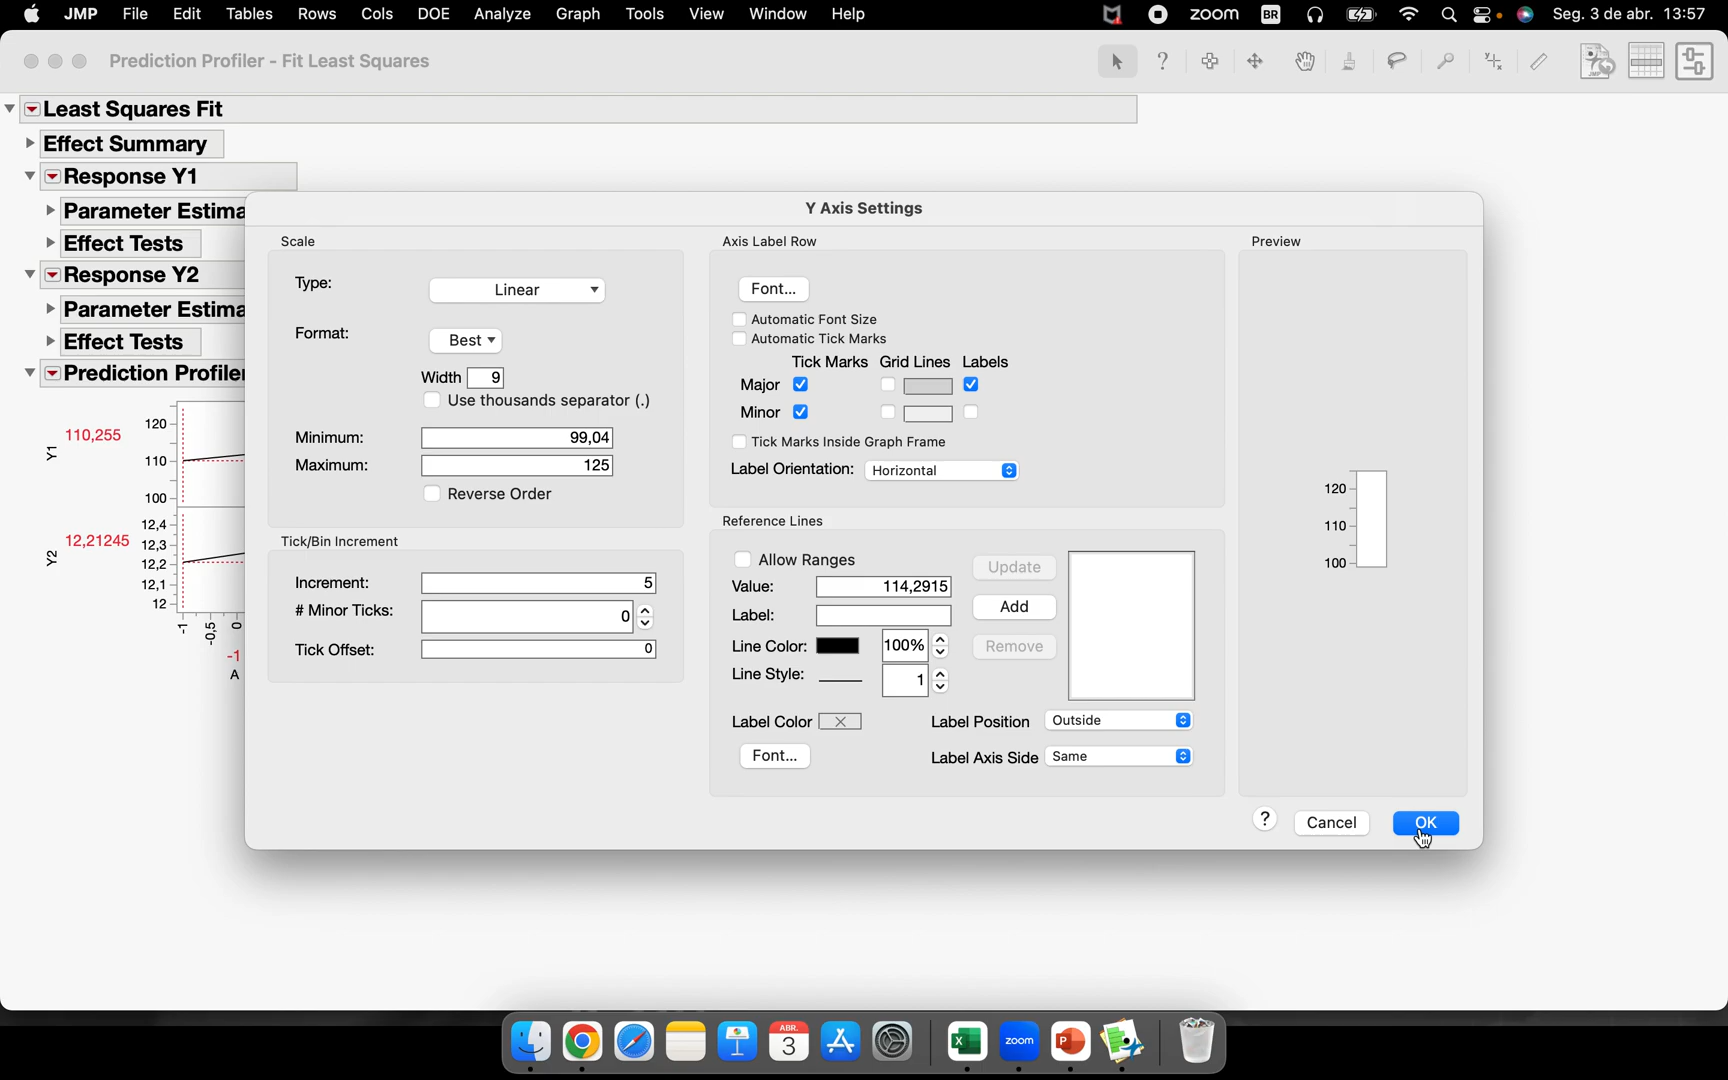 JMP File Edit Tables Rows Cols DOE Analyze Graph Tools View Window Help zoom BR Seg. 3 de abr. 13:57
Prediction Profiler - Fit Least Squares
Least Squares Fit
Effect Summary
Response Y1
Parameter Estima
Effect Tests
Response Y2
Parameter Estima
Effect Tests
Prediction Profiler
Y1
110,255
120
110
100
Y2
12,21245
12,4
12,3
12,2
12,1
12
-1
-0,5
0
-1
A
Y Axis Settings
Scale
Type: Linear
Format: Best
Width 9
Use thousands separator (.)
Minimum: 99,04
Maximum: 125
Reverse Order
Tick/Bin Increment
Increment: 5
# Minor Ticks: 0
Tick Offset: 0
Axis Label Row
Font...
Automatic Font Size
Automatic Tick Marks
Tick Marks Grid Lines Labels
Major
Minor
Tick Marks Inside Graph Frame
Label Orientation: Horizontal
Reference Lines
Allow Ranges
Value: 114,2915
Label:
Line Color: 100%
Line Style: 1
Update
Add
Remove
Label Color
Label Position Outside
Font...
Label Axis Side Same
Preview
120
110
100
? Cancel OK
ABR.
3
zoom